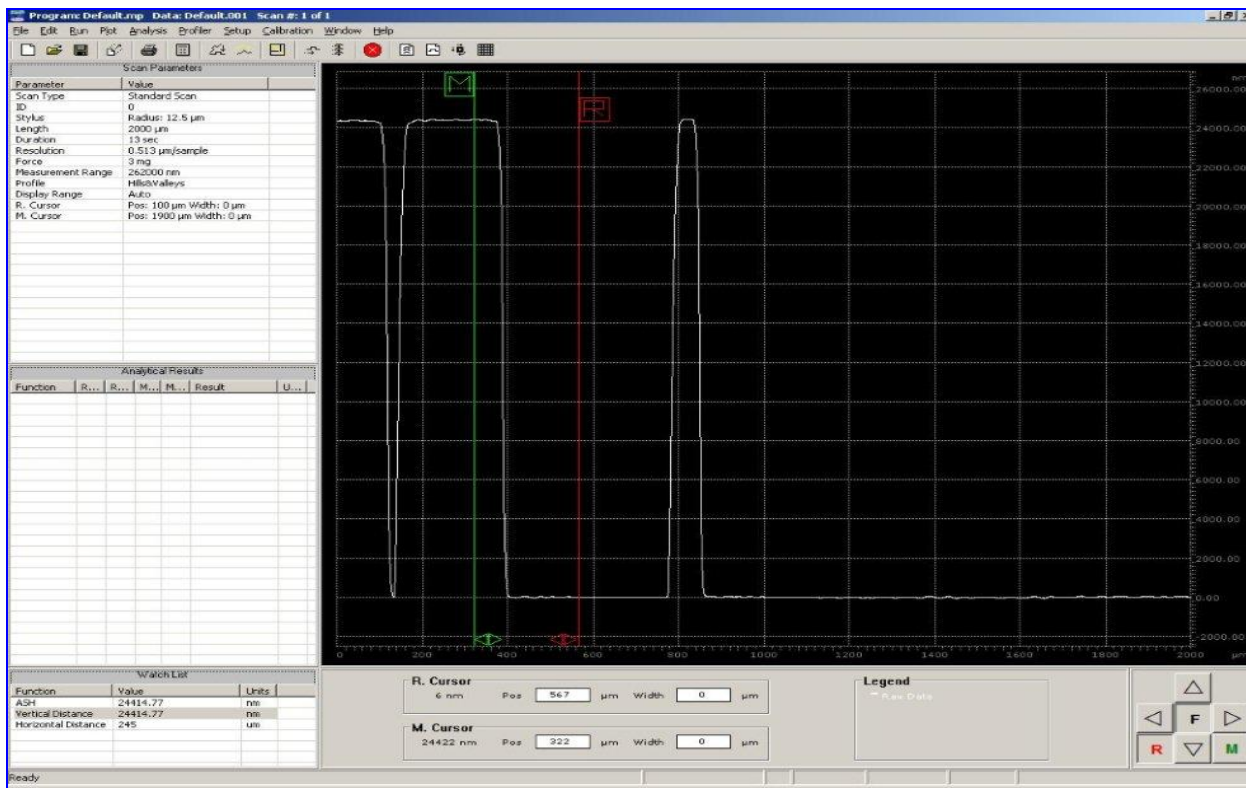 Program: Default.mp Data: Default.001 Scan #: 1 of 1
File Edit Run Plot Analysis Profiler Setup Calibration Window Help
Scan Parameters
Parameter Value
Scan Type Standard Scan
ID 0
Stylus Radius: 12.5 µm
Length 2000 µm
Duration 13 sec
Resolution 0.513 µm/sample
Force 3 mg
Measurement Range 262000 nm
Profile Hills&Valleys
Display Range Auto
R. Cursor Pos: 100 µm Width: 0 µm
M. Cursor Pos: 1900 µm Width: 0 µm
Analytical Results
Function R... R... M... M... Result U...
Watch List
Function Value Units
ASH 24414.77 nm
Vertical Distance 24414.77 nm
Horizontal Distance 245 um
M
R
nm
26000.00
24000.00
22000.00
20000.00
18000.00
16000.00
14000.00
12000.00
10000.00
8000.00
6000.00
4000.00
2000.00
0.00
-2000.00
0 200 400 600 800 1000 1200 1400 1600 1800 2000 µm
R. Cursor
6 nm Pos 567 µm Width 0 µm
M. Cursor
24422 nm Pos 322 µm Width 0 µm
Legend
Raw Data
F
R M
Ready